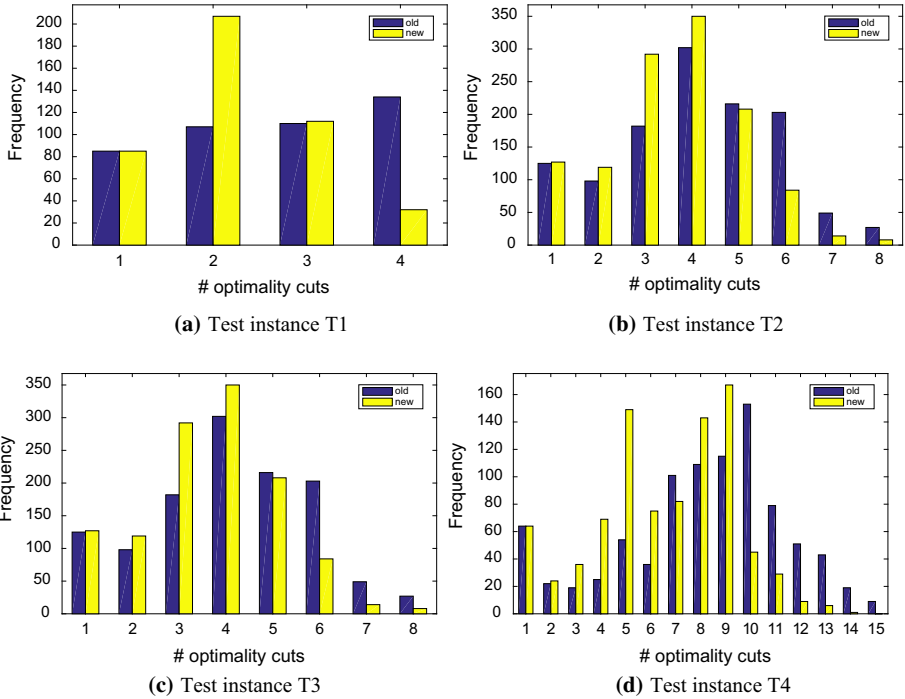 Frequency
200
180
160
140
120
100
80
60
40
20
0
1 2 3 4
# optimality cuts
old
new
(a) Test instance T1
Frequency
350
300
250
200
150
100
50
0
1 2 3 4 5 6 7 8
# optimality cuts
old
new
(b) Test instance T2
Frequency
350
300
250
200
150
100
50
0
1 2 3 4 5 6 7 8
# optimality cuts
old
new
(c) Test instance T3
Frequency
160
140
120
100
80
60
40
20
0
1 2 3 4 5 6 7 8 9 10 11 12 13 14 15
# optimality cuts
old
new
(d) Test instance T4